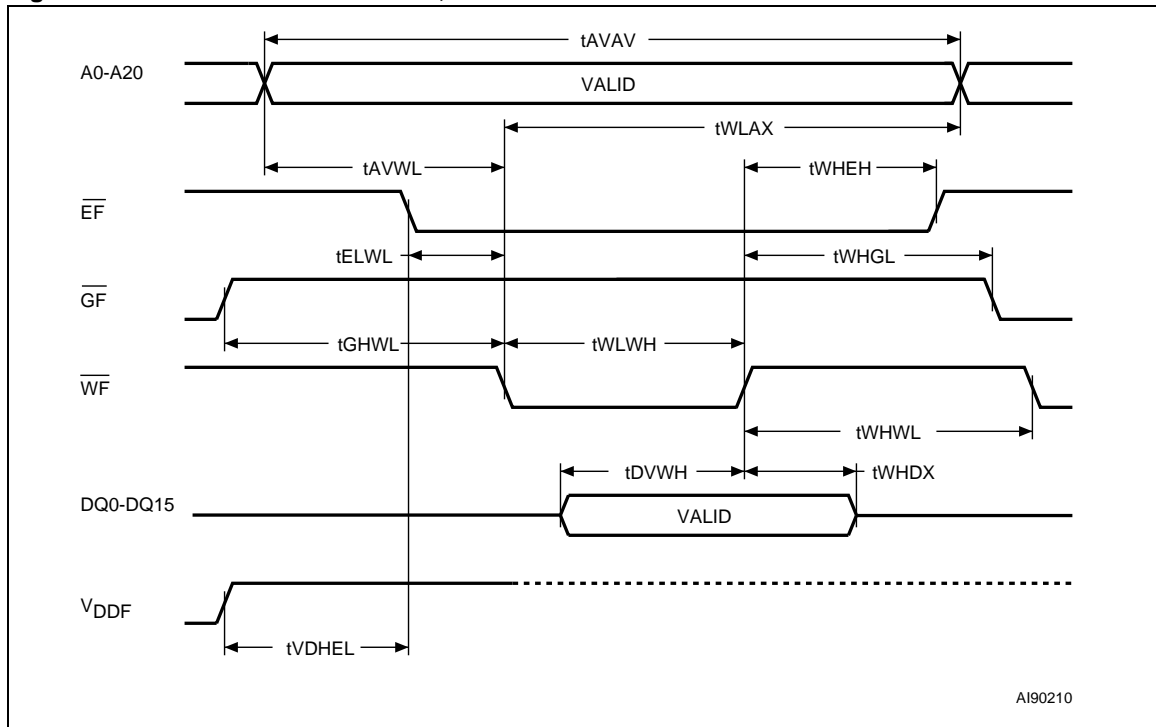 tAVAV
A0-A20
VALID
tWLAX
tAVWL
tWHEH
EF
tELWL
tWHGL
GF
tGHWL
tWLWH
WF
tWHWL
tDVWH
tWHDX
DQ0-DQ15
VALID
VDDF
tVDHEL
AI90210